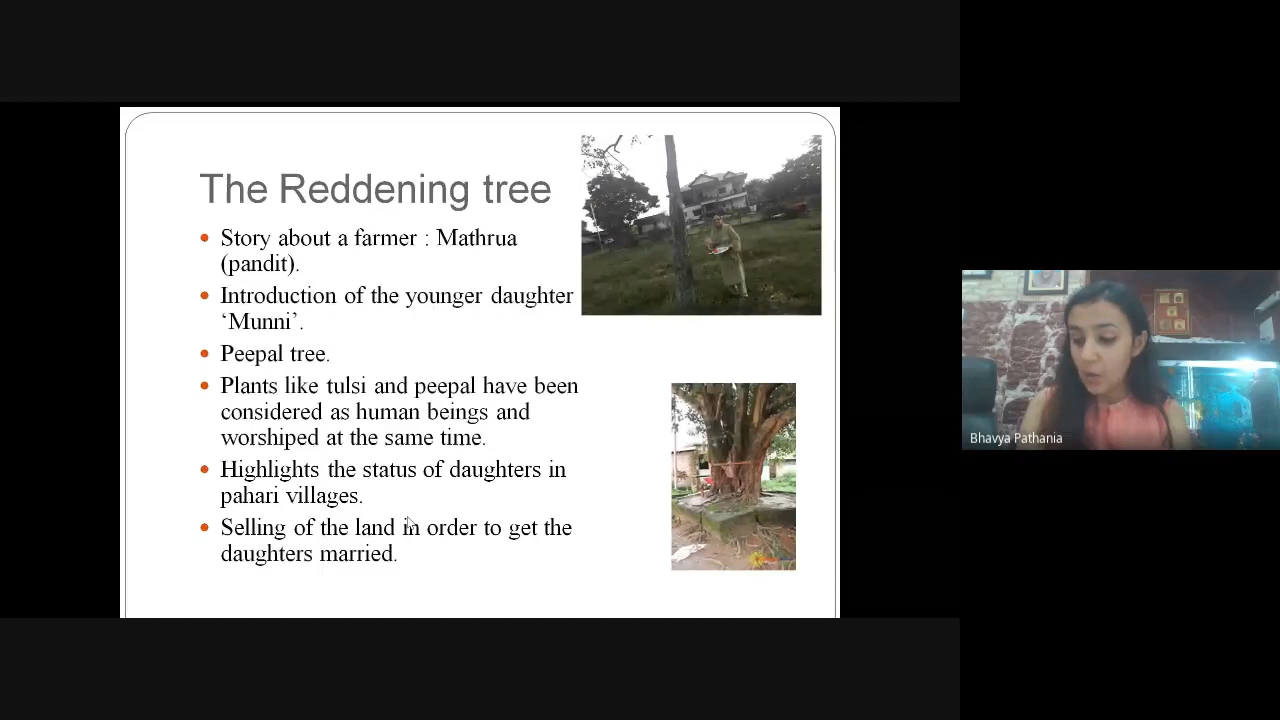 The Reddening tree
• Story about a farmer : Mathrua
(pandit).
• Introduction of the younger daughter
‘Munni’.
• Peepal tree.
• Plants like tulsi and peepal have been
considered as human beings and
worshiped at the same time.
• Highlights the status of daughters in
pahari villages.
• Selling of the land in order to get the
daughters married.
Bhavya Pathania